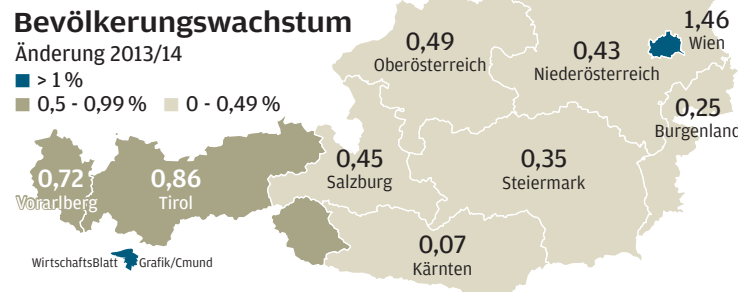 Bevölkerungswachstum
Änderung 2013/14
> 1 %
0,5 - 0,99 % 0 - 0,49 %
1,46
Wien
0,49
Oberösterreich
0,43
Niederösterreich
0,25
Burgenland
0,72
Vorarlberg
0,86
Tirol
0,45
Salzburg
0,35
Steiermark
0,07
Kärnten
WirtschaftsBlatt Grafik/Cmund